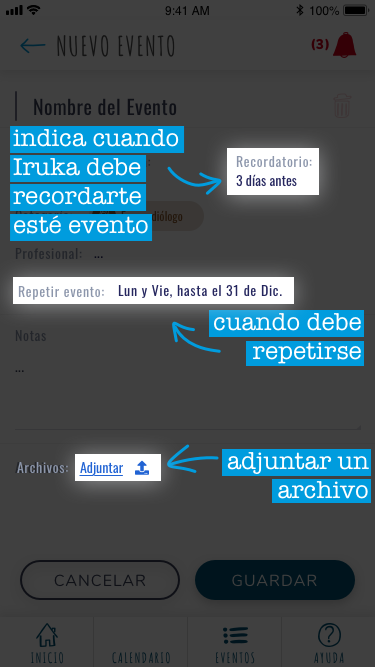 9:41 AM
100%
NUEVO EVENTO
(3)
Nombre del Evento
indica cuando
Iruka debe
recordarte
esté evento
Recordatorio:
3 días antes
diólogo
Profesional: ...
Repetir evento: Lun y Vie, hasta el 31 de Dic.
cuando debe
repetirse
Notas
...
Archivos: Adjuntar
adjuntar un
archivo
CANCELAR
GUARDAR
INICIO
CALENDARIO
EVENTOS
AYUDA